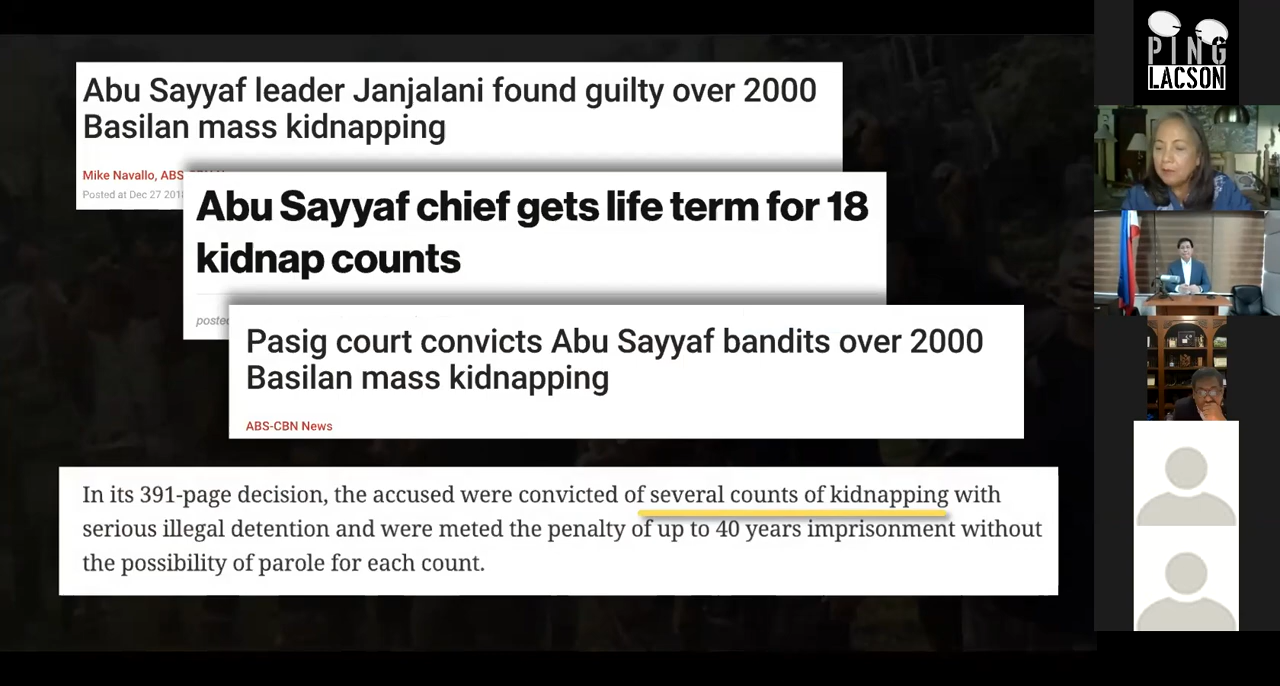 Abu Sayyaf leader Janjalani found guilty over 2000
Basilan mass kidnapping
Mike Navallo, ABS
Posted at Dec 27 201
Abu Sayyaf chief gets life term for 18
kidnap counts
posted
Pasig court convicts Abu Sayyaf bandits over 2000
Basilan mass kidnapping
ABS-CBN News
In its 391-page decision, the accused were convicted of several counts of kidnapping with
serious illegal detention and were meted the penalty of up to 40 years imprisonment without
the possibility of parole for each count.
PING
LACSON